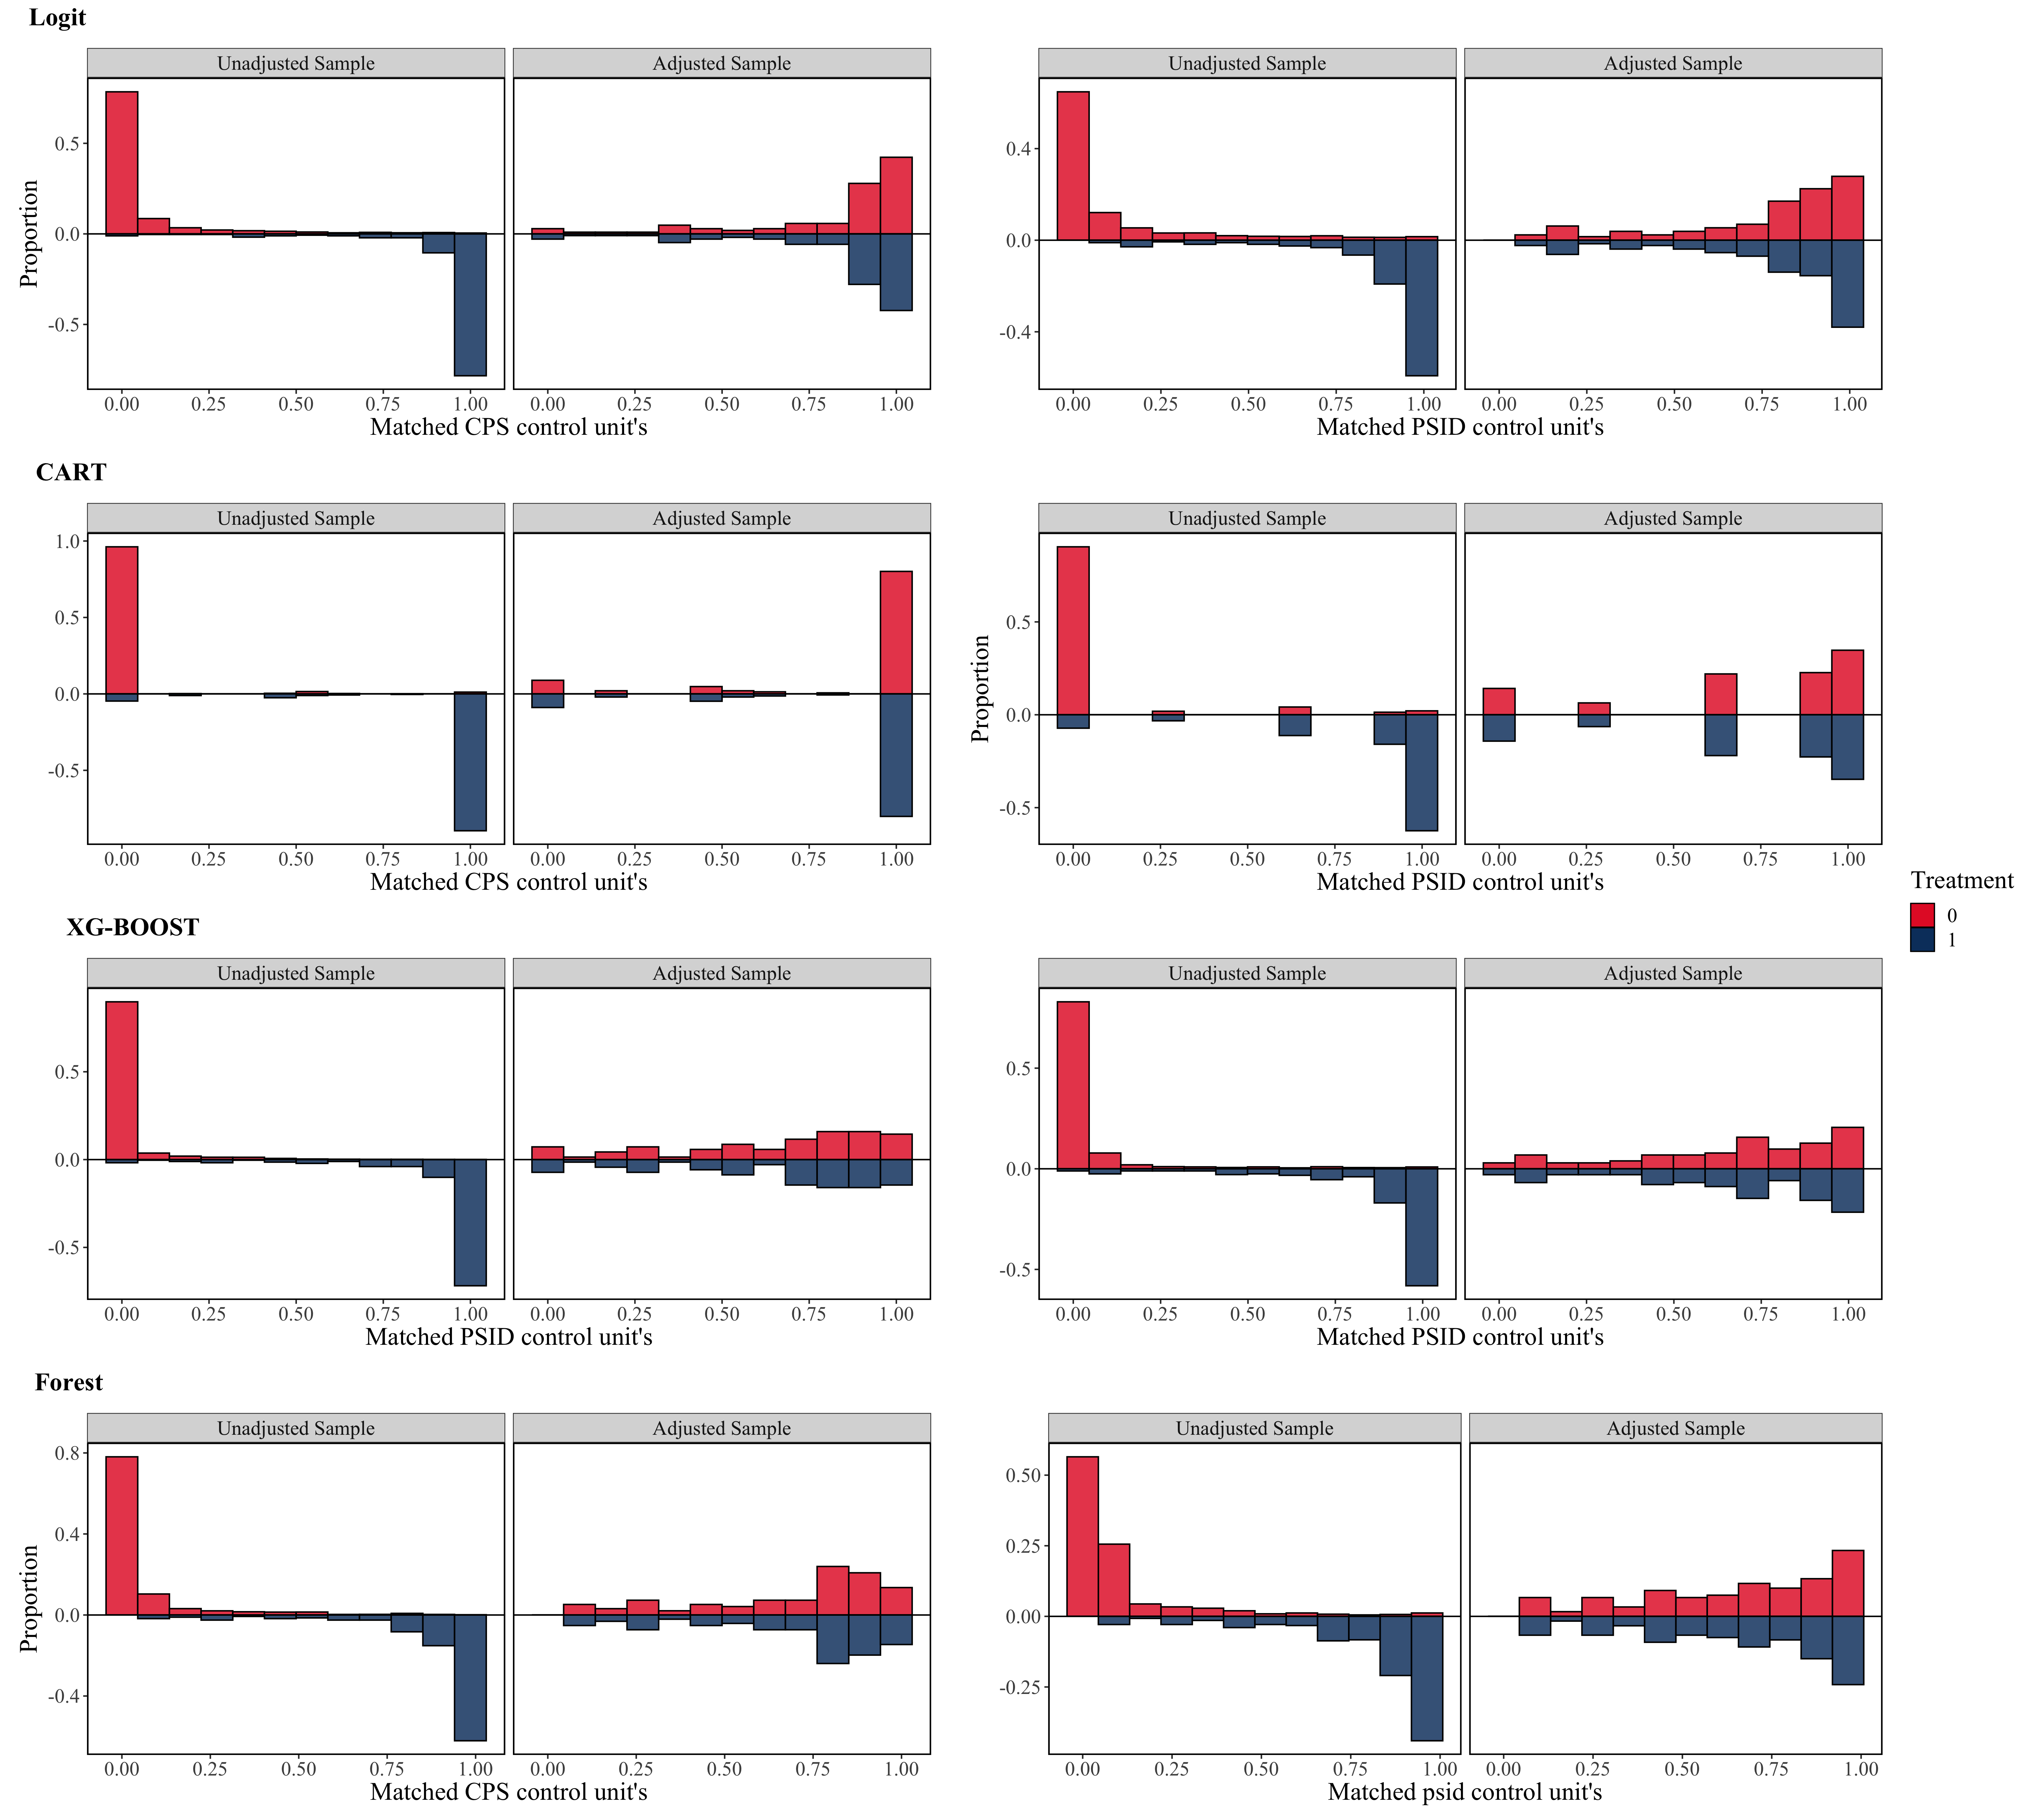 Logit
Unadjusted Sample Adjusted Sample Unadjusted Sample Adjusted Sample
Proportion
0.5
0.0
-0.5
0.4
0.0
-0.4
0.00 0.25 0.50 0.75 1.00 0.00 0.25 0.50 0.75 1.00 0.00 0.25 0.50 0.75 1.00 0.00 0.25 0.50 0.75 1.00
Matched CPS control unit's Matched PSID control unit's
CART
Unadjusted Sample Adjusted Sample Unadjusted Sample Adjusted Sample
1.0
0.5
0.0
-0.5
Proportion
0.5
0.0
-0.5
0.00 0.25 0.50 0.75 1.00 0.00 0.25 0.50 0.75 1.00 0.00 0.25 0.50 0.75 1.00 0.00 0.25 0.50 0.75 1.00
Matched CPS control unit's Matched PSID control unit's
Treatment
0
1
XG-BOOST
Unadjusted Sample Adjusted Sample Unadjusted Sample Adjusted Sample
0.5
0.0
-0.5
0.5
0.0
-0.5
0.00 0.25 0.50 0.75 1.00 0.00 0.25 0.50 0.75 1.00 0.00 0.25 0.50 0.75 1.00 0.00 0.25 0.50 0.75 1.00
Matched PSID control unit's Matched PSID control unit's
Forest
Unadjusted Sample Adjusted Sample Unadjusted Sample Adjusted Sample
Proportion
0.8
0.4
0.0
-0.4
0.50
0.25
0.00
-0.25
0.00 0.25 0.50 0.75 1.00 0.00 0.25 0.50 0.75 1.00 0.00 0.25 0.50 0.75 1.00 0.00 0.25 0.50 0.75 1.00
Matched CPS control unit's Matched psid control unit's